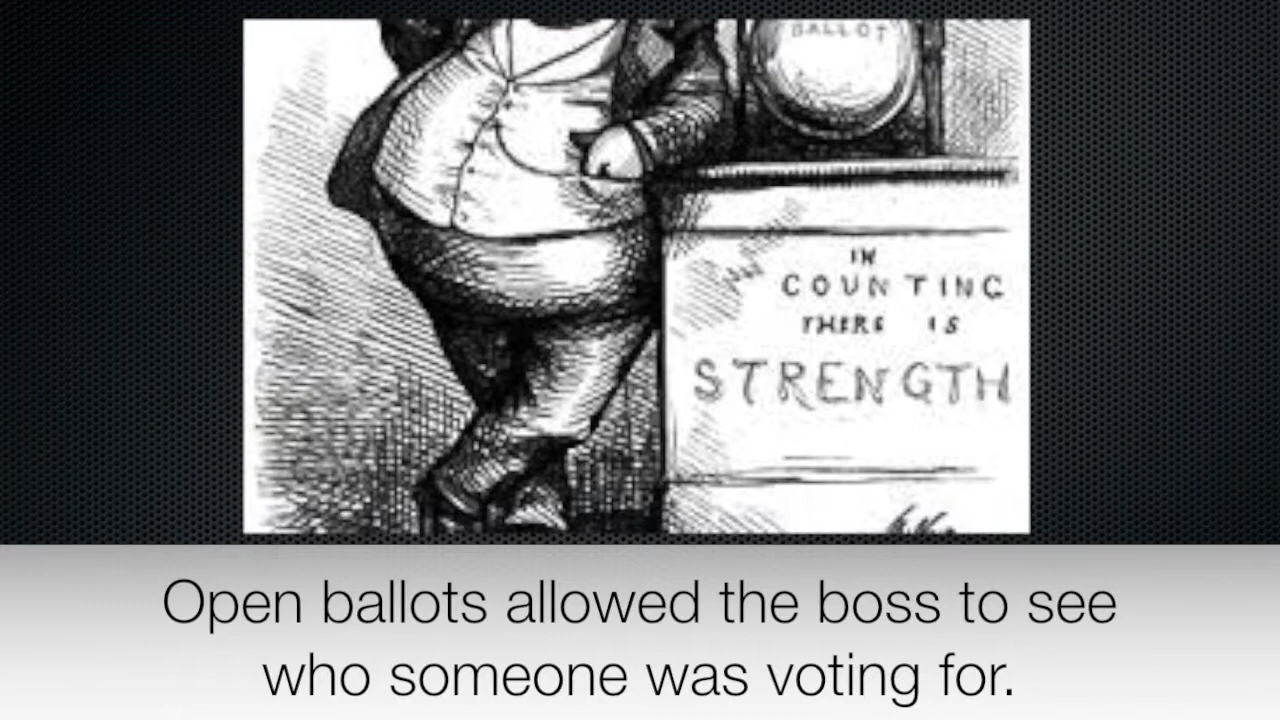 BALLOT
IN
COUNTING
THERE IS
STRENGTH
Open ballots allowed the boss to see
who someone was voting for.